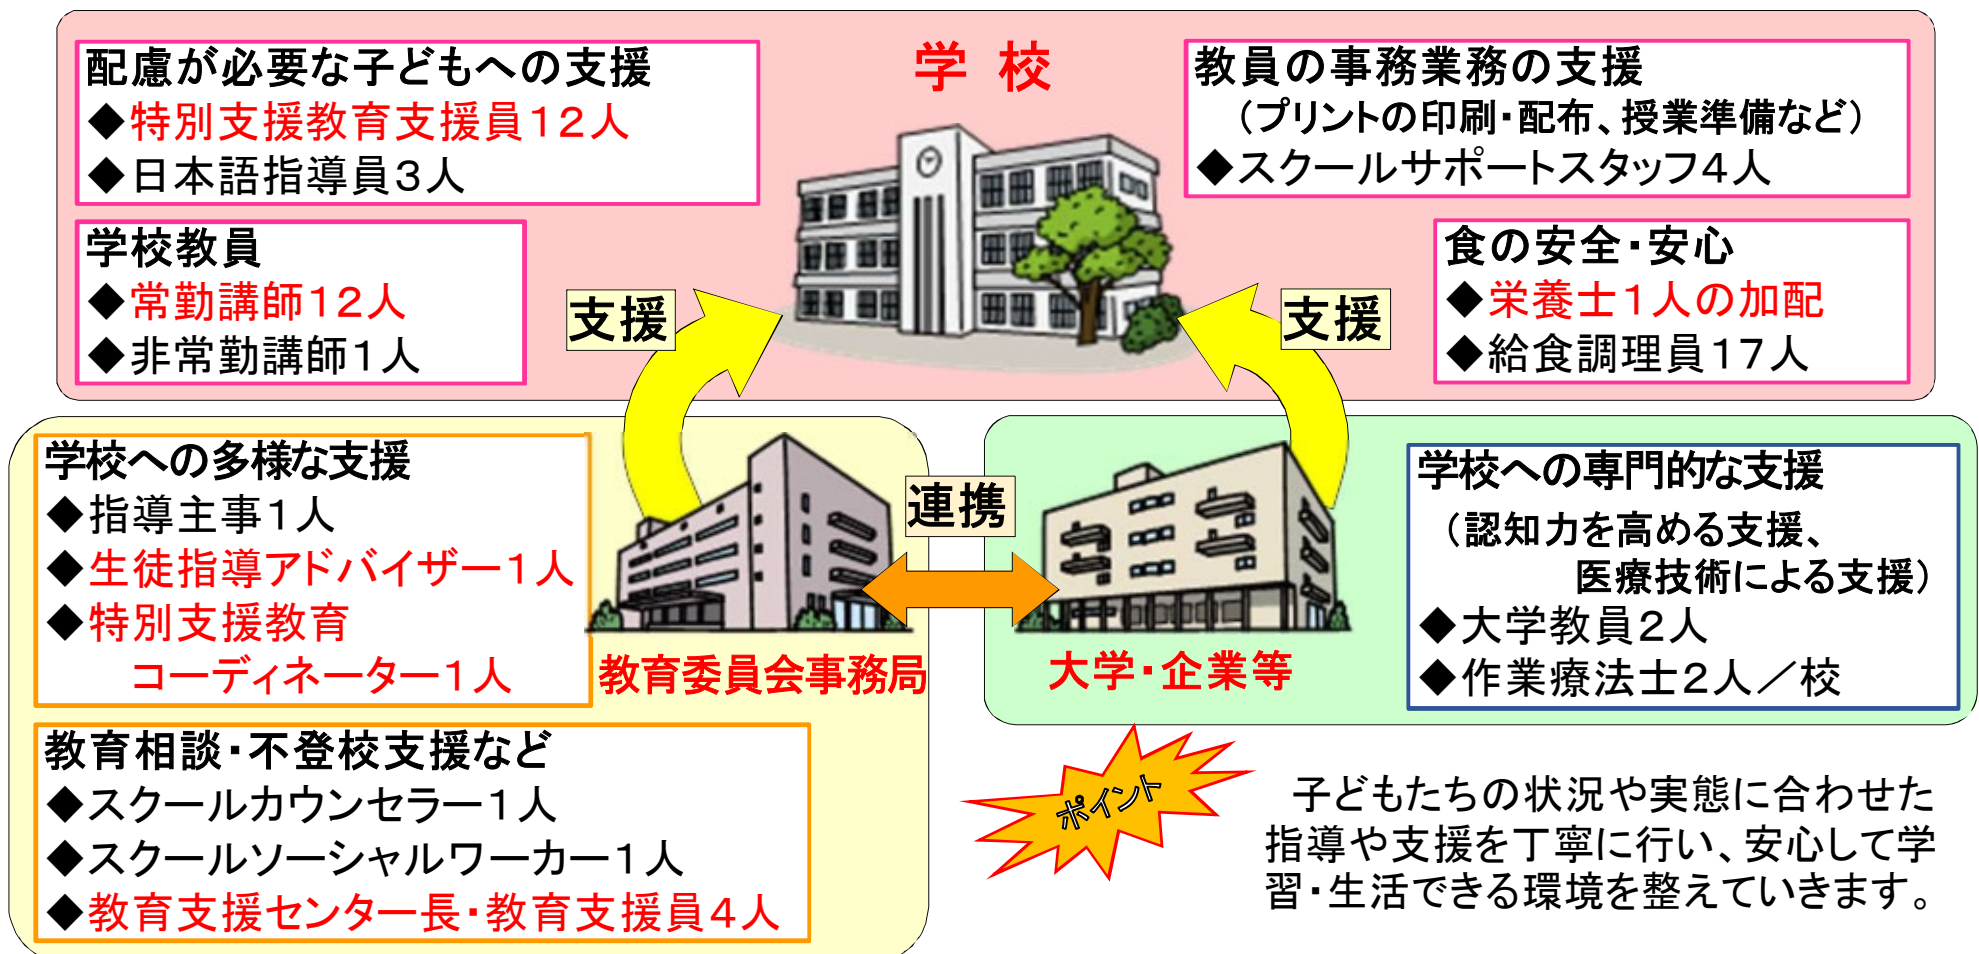 学 校
配慮が必要な子どもへの支援
◆特別支援教育支援員12人
◆日本語指導員3人
学校教員
◆常勤講師12人
◆非常勤講師1人
教員の事務業務の支援
（プリントの印刷・配布、授業準備など）
◆スクールサポートスタッフ4人
食の安全・安心
◆栄養士1人の加配
◆給食調理員17人
支援
支援
学校への多様な支援
◆指導主事1人
◆生徒指導アドバイザー1人
◆特別支援教育
コーディネーター1人
教育委員会事務局
教育相談・不登校支援など
◆スクールカウンセラー1人
◆スクールソーシャルワーカー1人
◆教育支援センター長・教育支援員4人
連携
大学・企業等
学校への専門的な支援
（認知力を高める支援、
医療技術による支援）
◆大学教員2人
◆作業療法士2人／校
ポイント
子どもたちの状況や実態に合わせた
指導や支援を丁寧に行い、安心して学
習・生活できる環境を整えていきます。